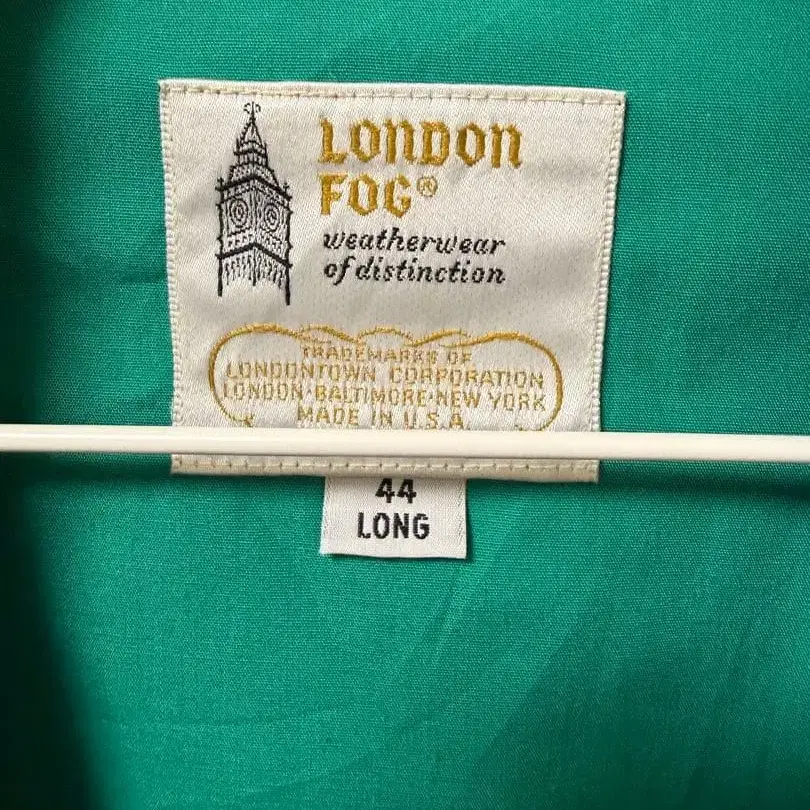 LONDON
FOG®
weatherwear
of distinction
TRADEMARKS OF
LONDONTOWN CORPORATION
LONDON·BALTIMORE·NEW YORK
MADE IN U.S.A
44
LONG